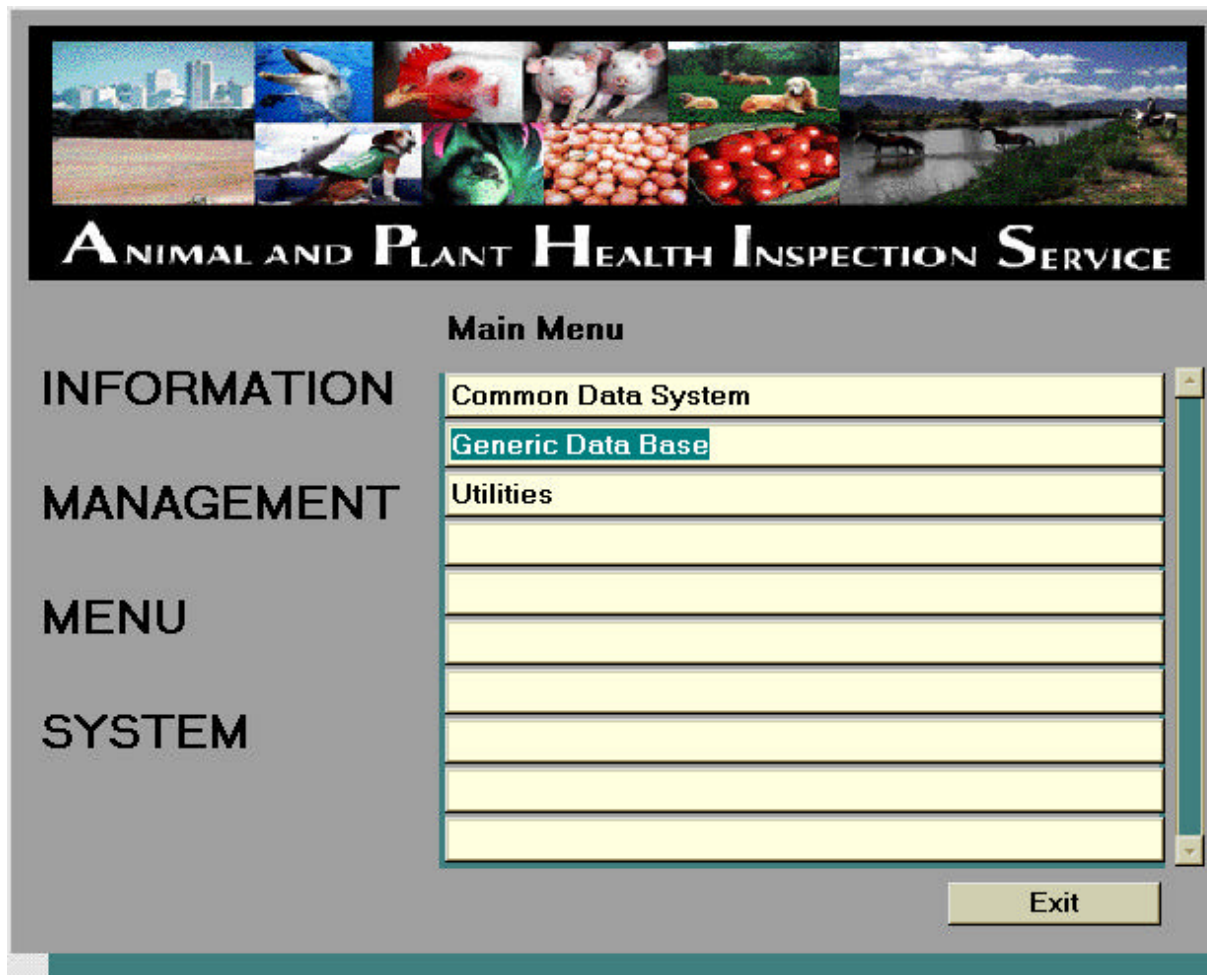 ANIMAL AND PLANT HEALTH INSPECTION SERVICE
Main Menu
INFORMATION
MANAGEMENT
MENU
SYSTEM
Common Data System
Generic Data Base
Utilities
Exit